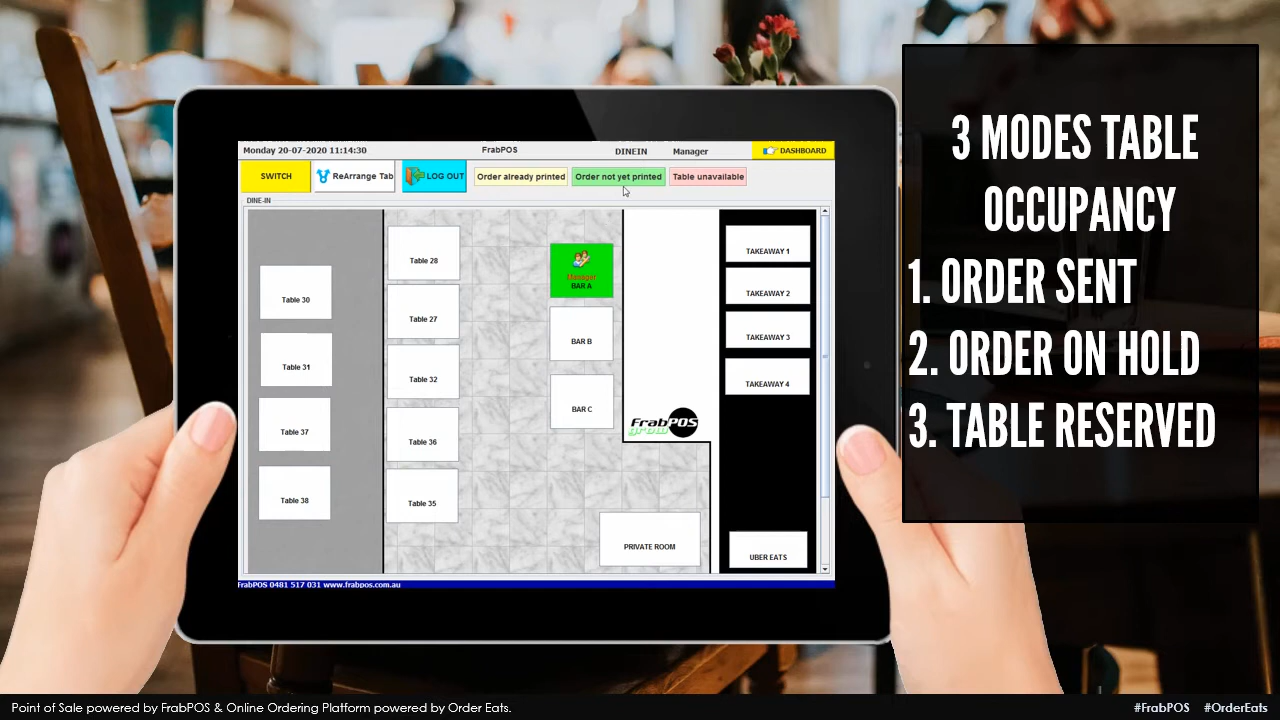 Monday 20-07-2020 11:14:30
FrabPOS
DINEIN
Manager
DASHBOARD
SWITCH
ReArrange Tab
LOG OUT
Order already printed
Order not yet printed
Table unavailable
DINE-IN
Table 30
Table 31
Table 37
Table 38
Table 28
Table 27
Table 32
Table 36
Table 35
Manager
BAR A
BAR B
BAR C
FrabPOS
grow
PRIVATE ROOM
TAKEAWAY 1
TAKEAWAY 2
TAKEAWAY 3
TAKEAWAY 4
UBER EATS
FrabPOS 0481 517 031 www.frabpos.com.au
3 MODES TABLE
OCCUPANCY
1. ORDER SENT
2. ORDER ON HOLD
3. TABLE RESERVED
Point of Sale powered by FrabPOS & Online Ordering Platform powered by Order Eats.
#FrabPOS #OrderEats